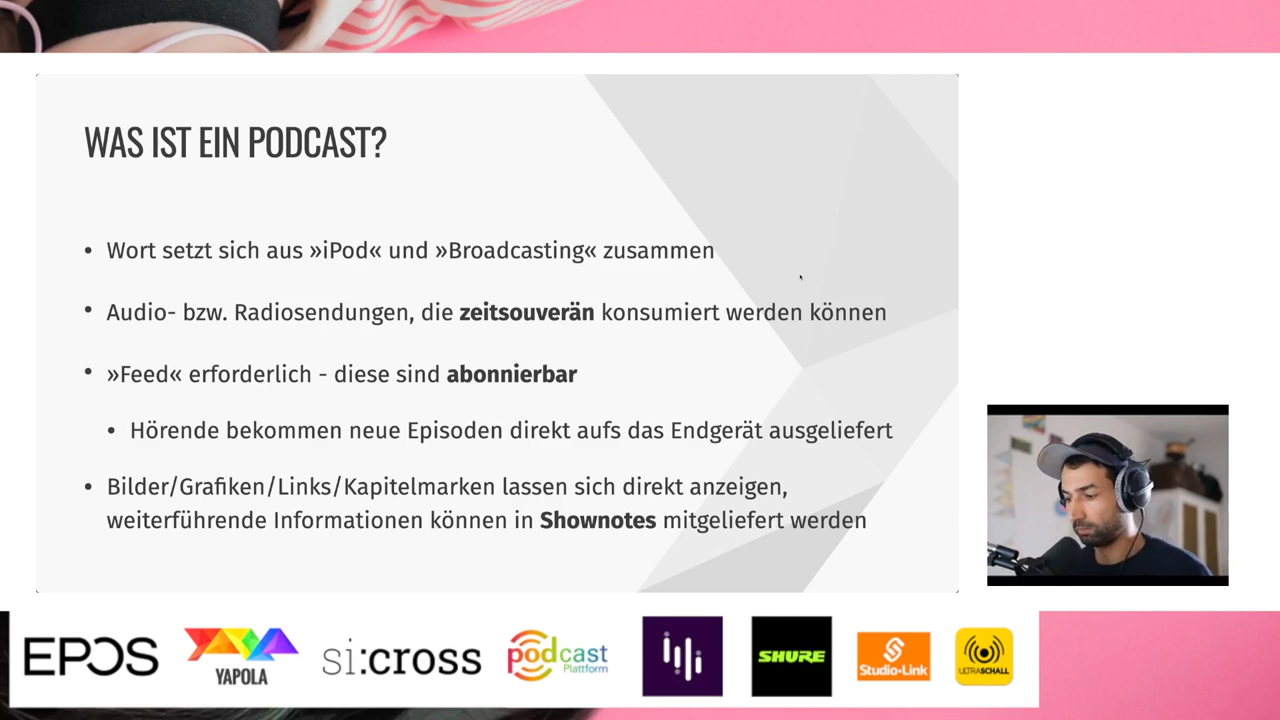 WAS IST EIN PODCAST?
• Wort setzt sich aus »iPod« und »Broadcasting« zusammen
• Audio- bzw. Radiosendungen, die zeitsouverän konsumiert werden können
• »Feed« erforderlich - diese sind abonnierbar
• Hörende bekommen neue Episoden direkt aufs das Endgerät ausgeliefert
• Bilder/Grafiken/Links/Kapitelmarken lassen sich direkt anzeigen,
weiterführende Informationen können in Shownotes mitgeliefert werden
EPOS
YAPOLA
si:cross
podcast
Plattform
SHURE
Studio-Link
ULTRASCHALL